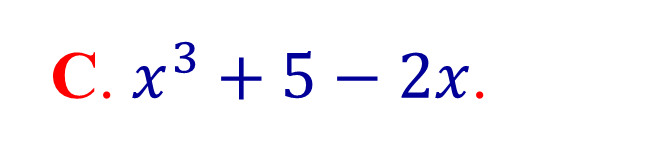 C. x³ + 5 − 2x.